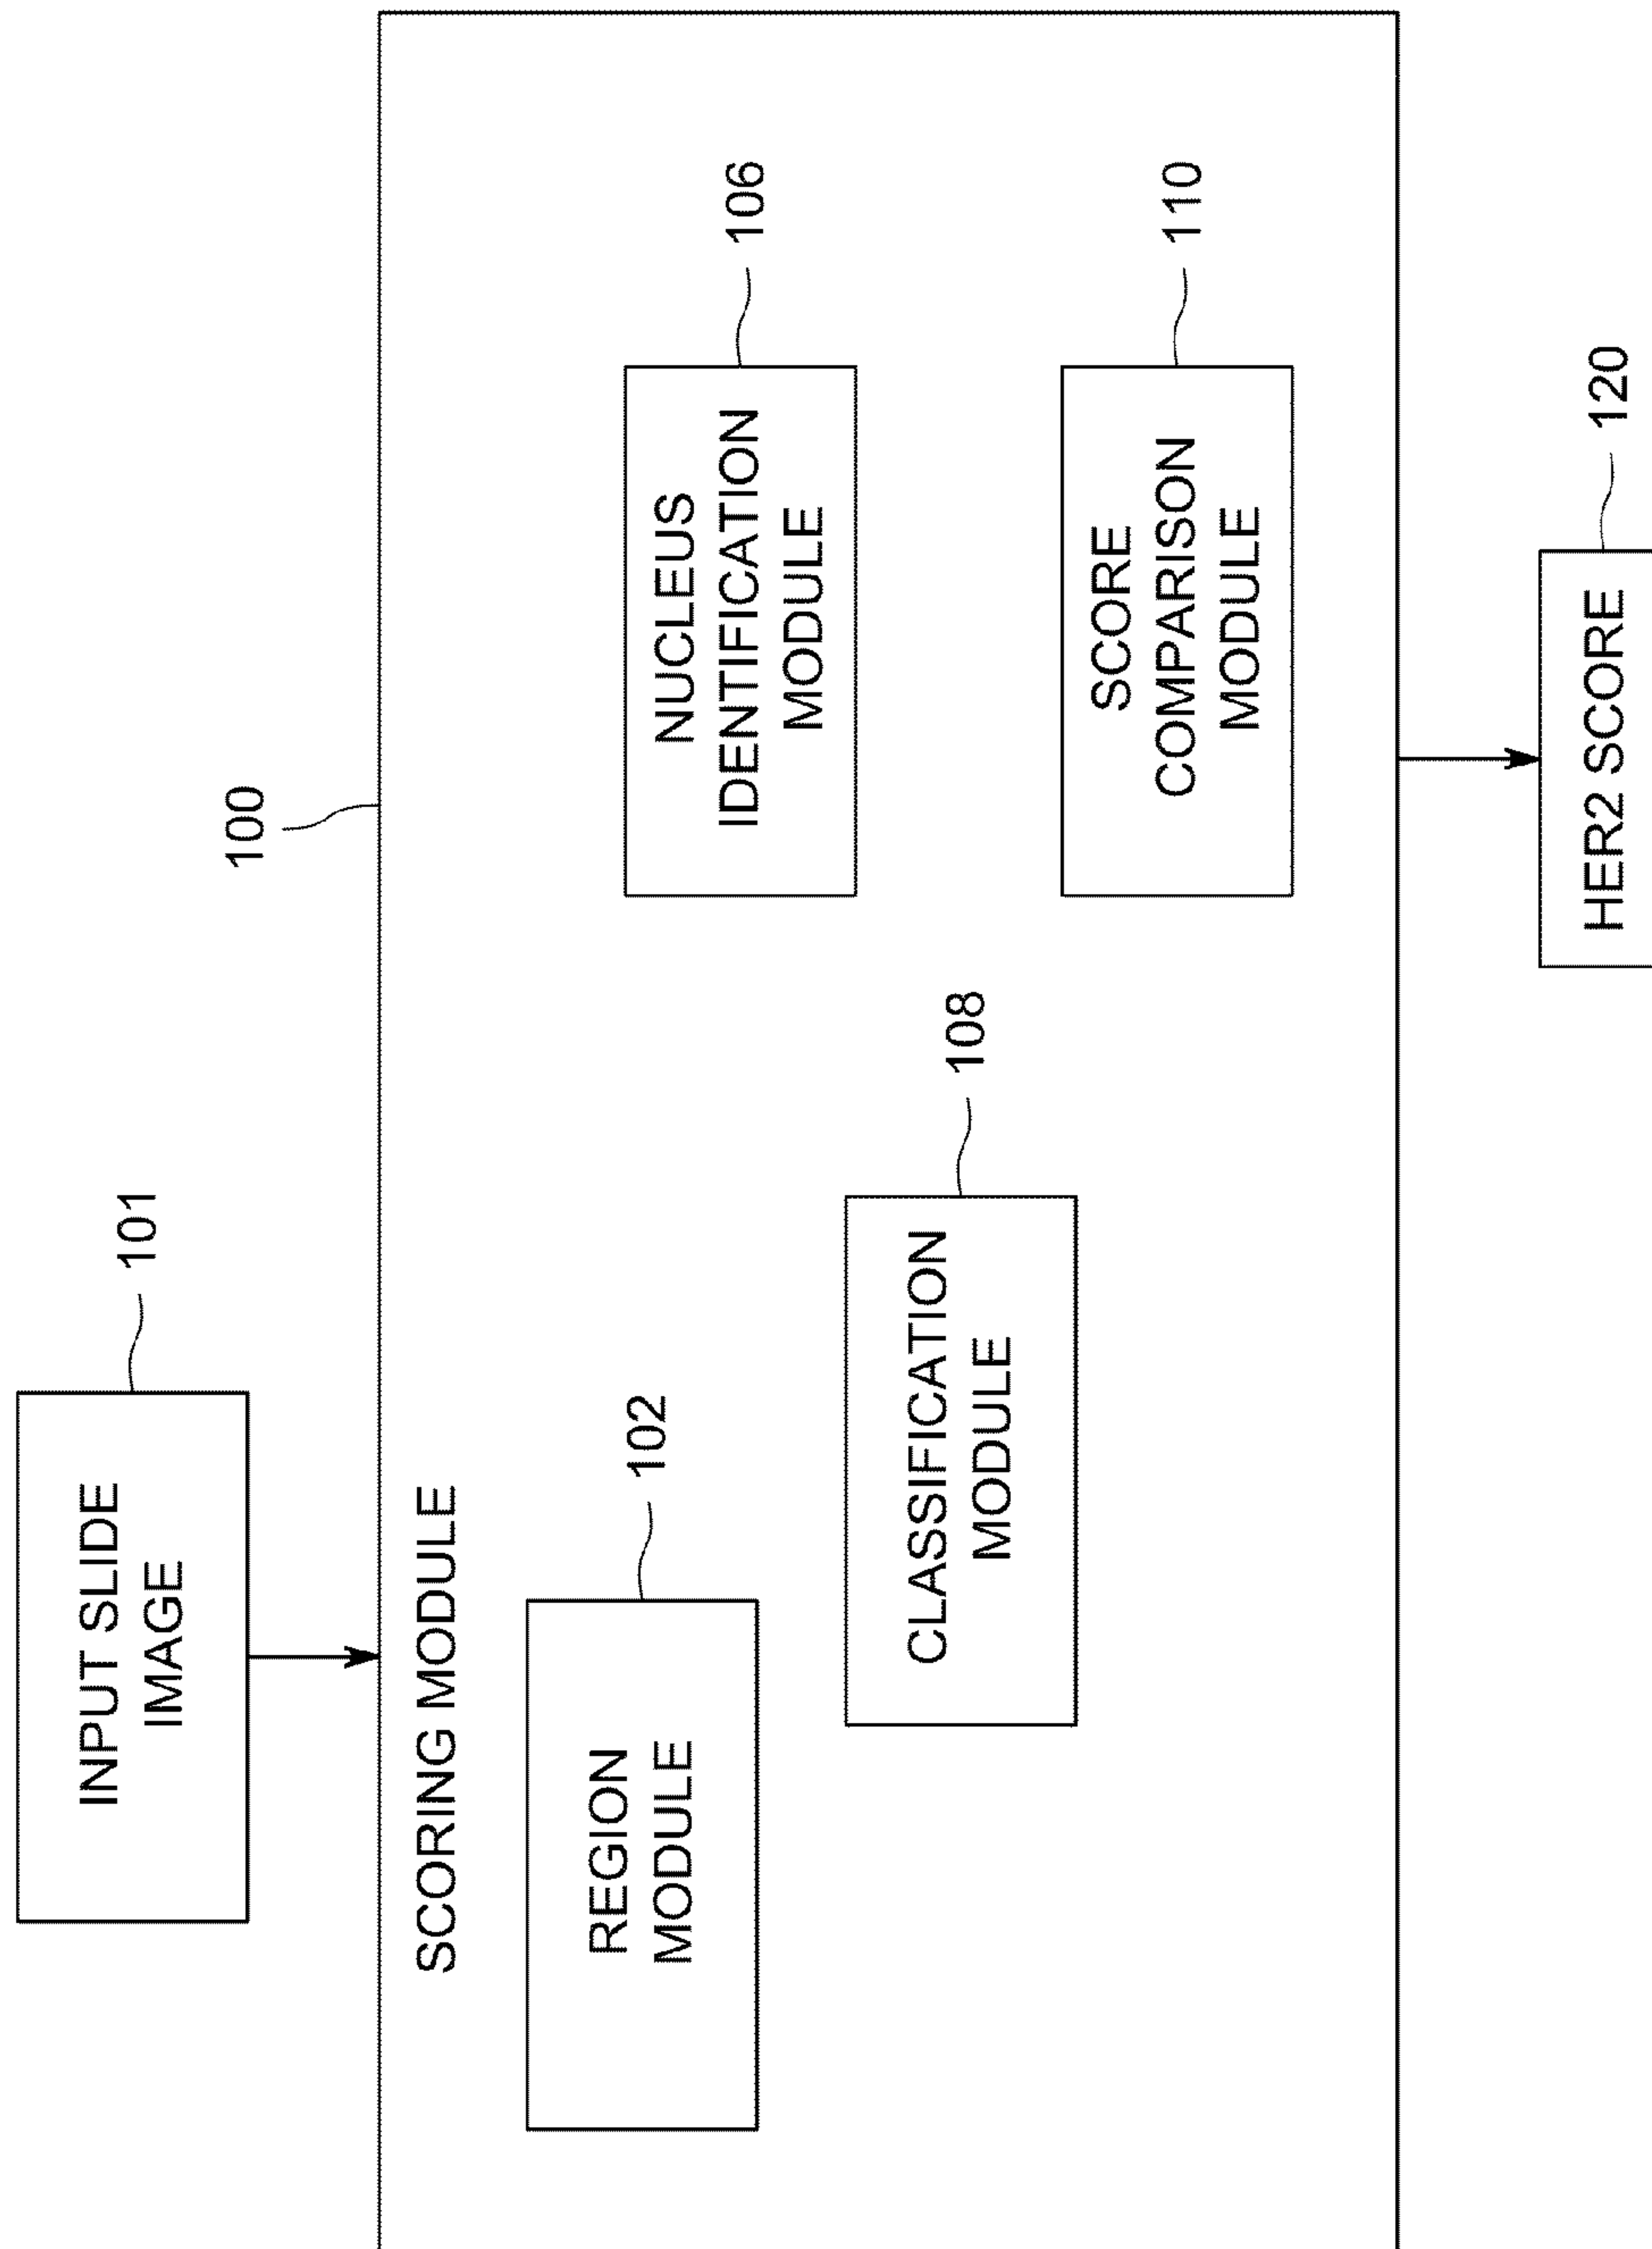 INPUT SLIDE
IMAGE
101
100
SCORING MODULE
REGION
MODULE
102
NUCLEUS
IDENTIFICATION
MODULE
106
CLASSIFICATION
MODULE
108
SCORE
COMPARISON
MODULE
110
HER2 SCORE
120